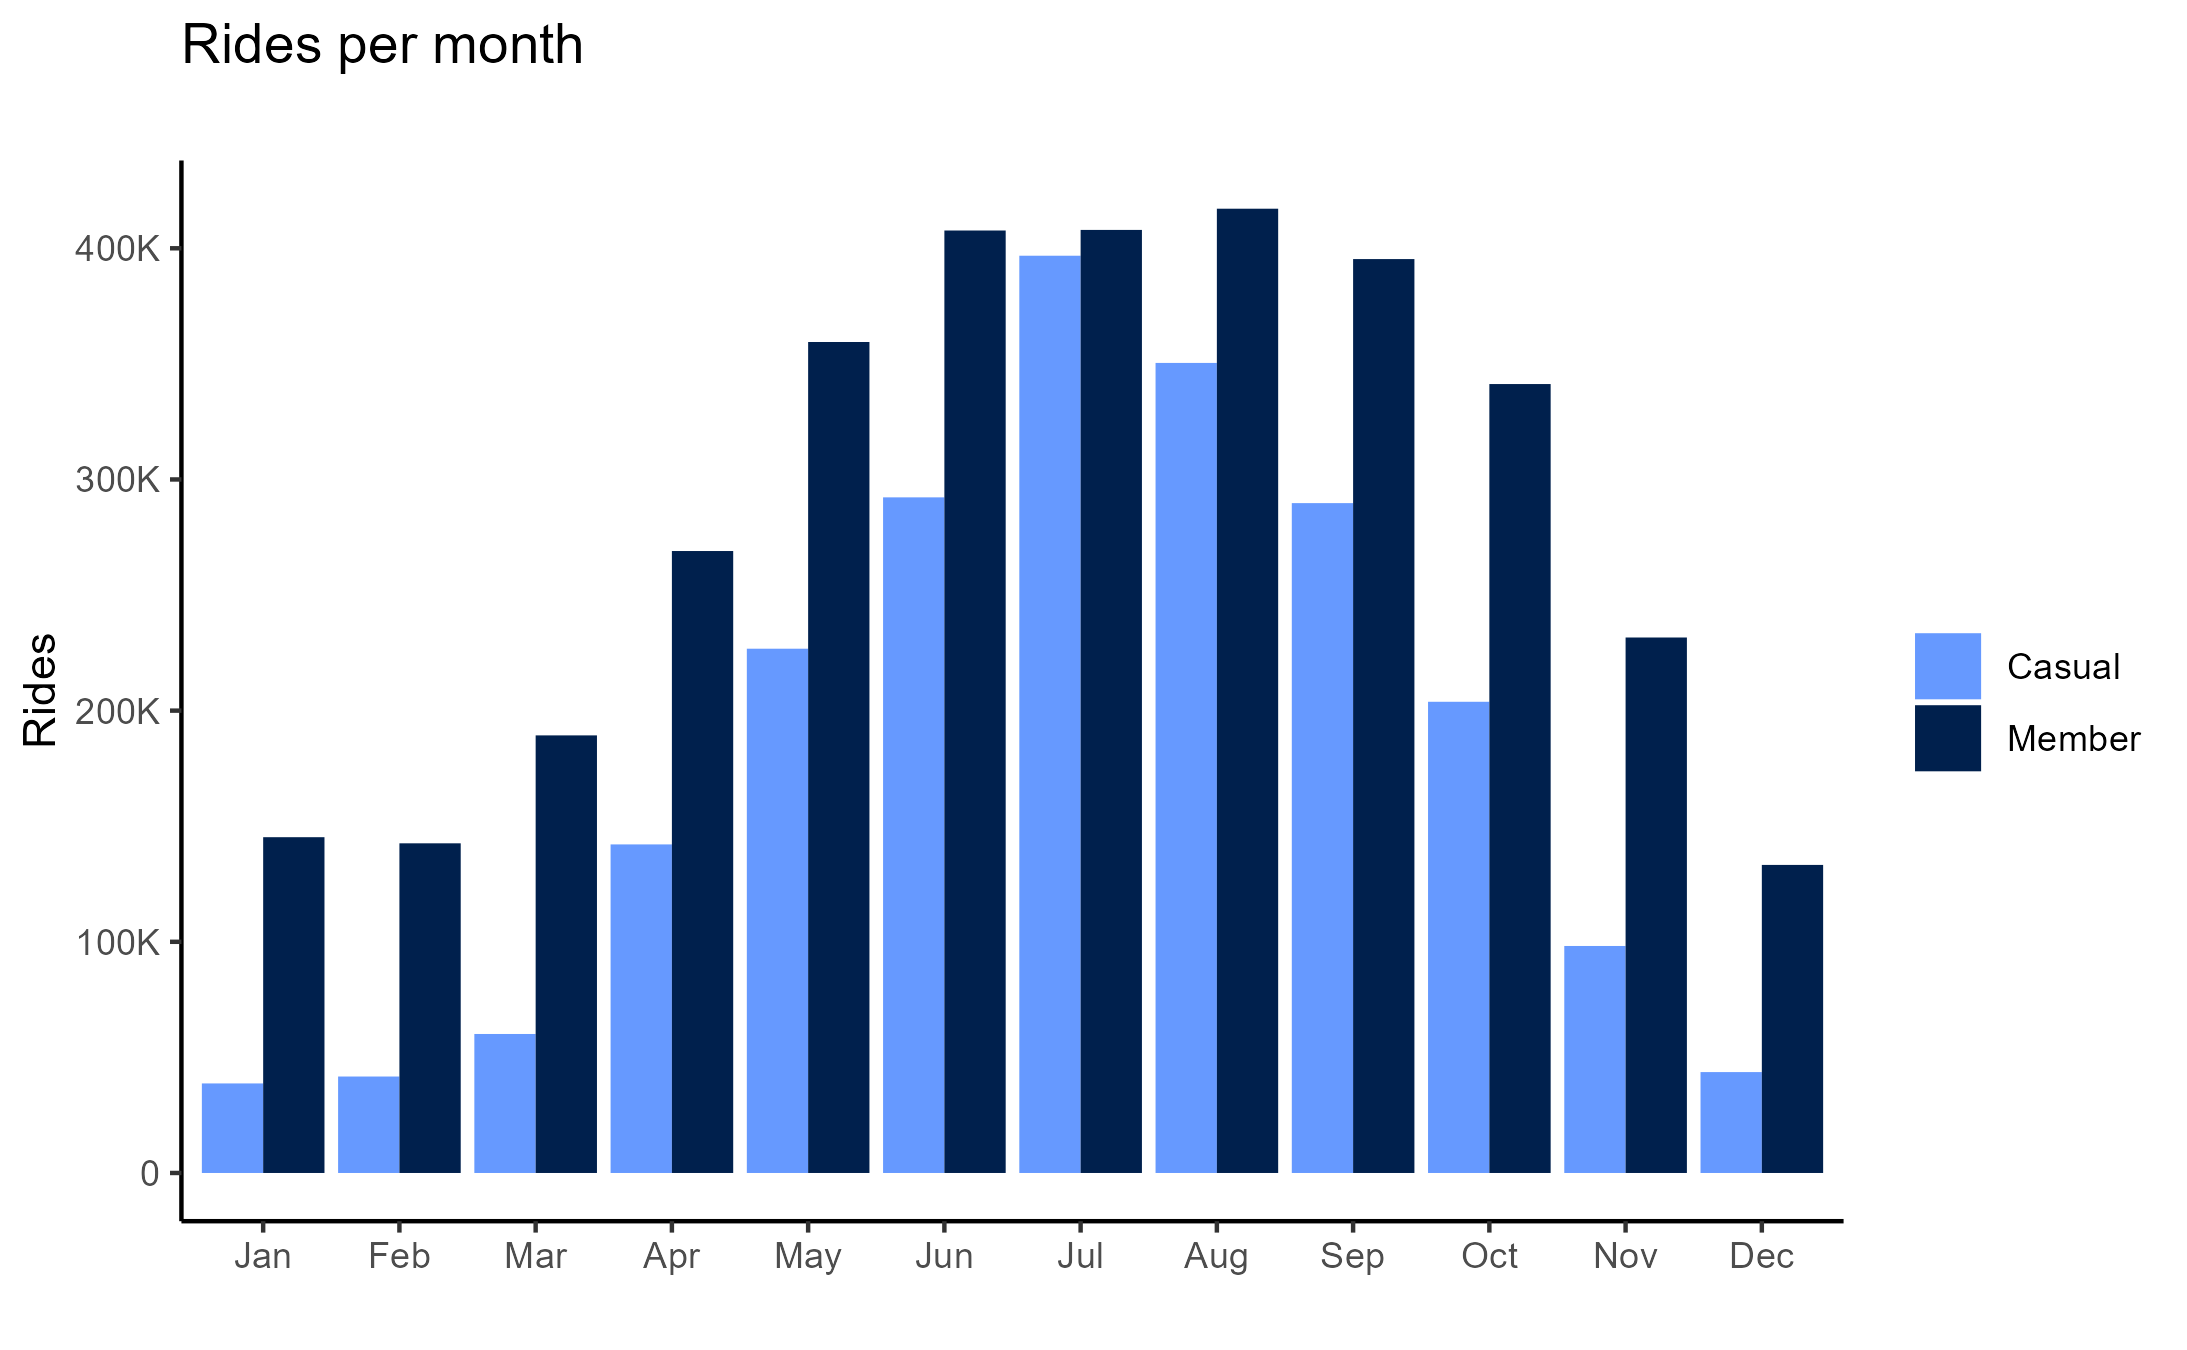 Rides per month
Rides
400K
300K
200K
100K
0
Jan Feb Mar Apr May Jun Jul Aug Sep Oct Nov Dec
Casual
Member